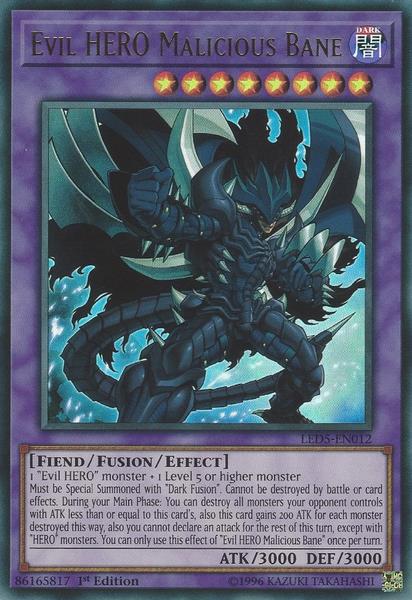 Evil HERO Malicious Bane
DARK
闇
LED5-EN012
[Fiend/Fusion/Effect]
1 "Evil HERO" monster + 1 Level 5 or higher monster
Must be Special Summoned with "Dark Fusion". Cannot be destroyed by battle or card
effects. During your Main Phase: You can destroy all monsters your opponent controls
with ATK less than or equal to this card's, also this card gains 200 ATK for each monster
destroyed this way, also you cannot declare an attack for the rest of this turn, except with
"HERO" monsters. You can only use this effect of "Evil HERO Malicious Bane" once per turn.
ATK/3000 DEF/3000
86165817 1st Edition ©1996 KAZUKI TAKAHASHI